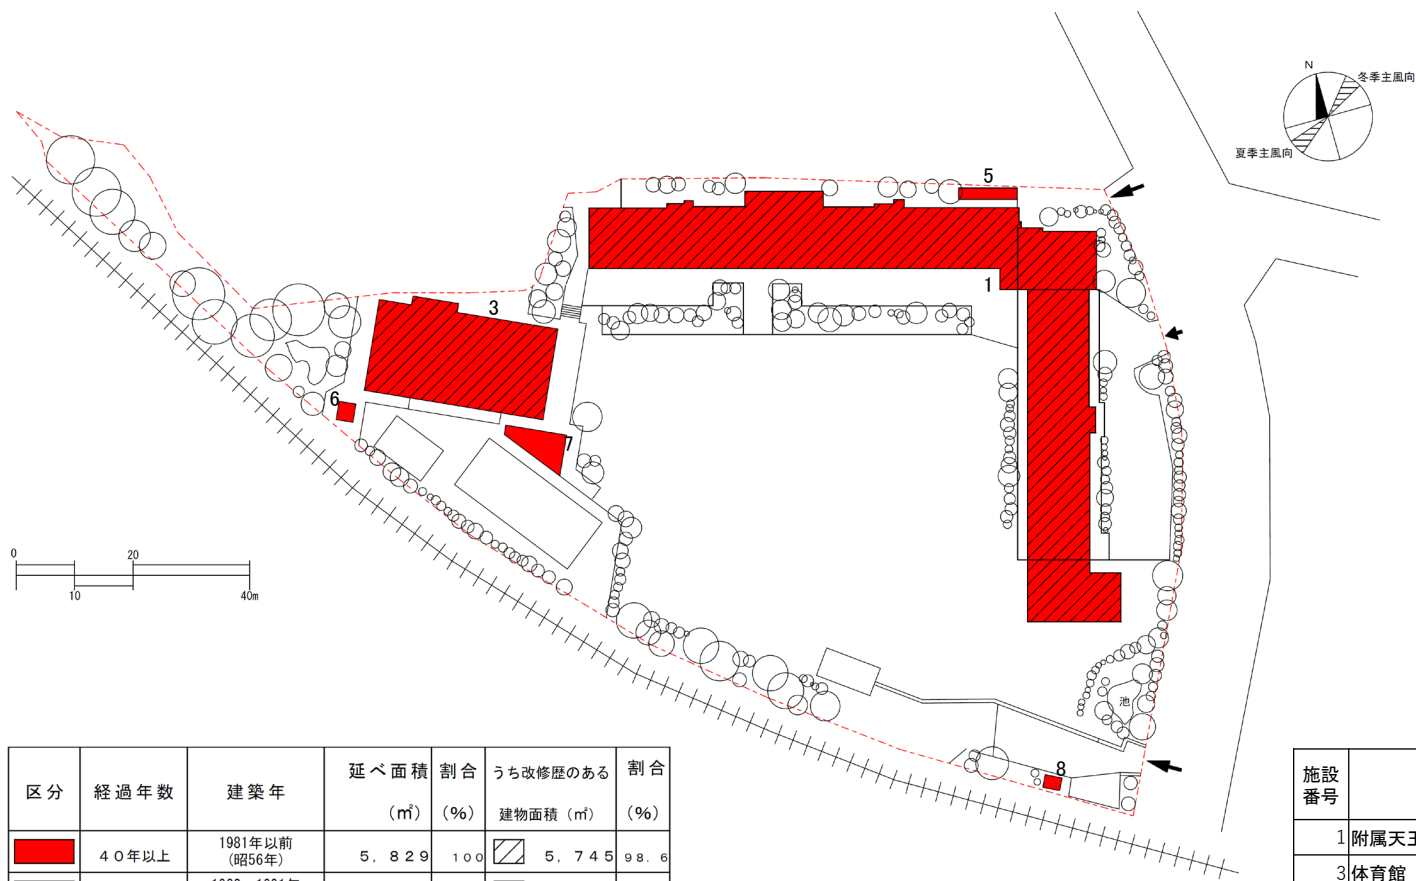 N
冬季主風向
夏季主風向
5
1
3
6
7
0
20
10
40m
池
8
区分 経過年数 建築年 延べ面積（㎡） 割合（%） うち改修歴のある建物面積（㎡） 割合（%）
40年以上 1981年以前（昭56年） 5,829 100 5,745 98.6
施設番号
1 附属天王
3 体育館